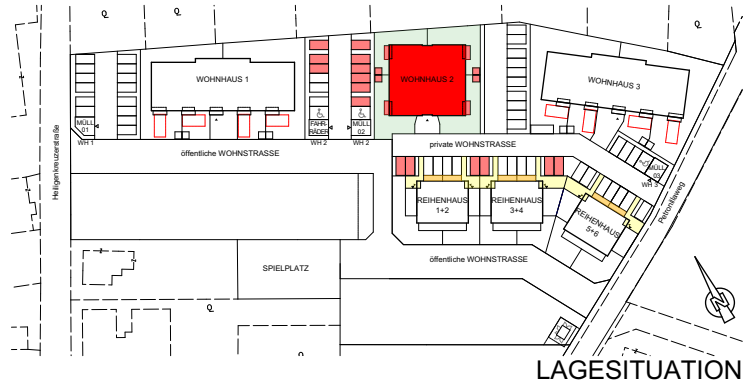 Q
Q
WOHNHAUS 1
WOHNHAUS 2
WOHNHAUS 3
MÜLL
01
FAHR-
RÄDER
MÜLL
02
WH 1
WH 2
WH 2
MÜLL
03
WH 3
öffentliche WOHNSTRASSE
private WOHNSTRASSE
Heiligenkreuzerstraße
Petronillaweg
REIHENHAUS
1+2
REIHENHAUS
3+4
REIHENHAUS
5+6
öffentliche WOHNSTRASSE
SPIELPLATZ
Q
Q
N
LAGESITUATION